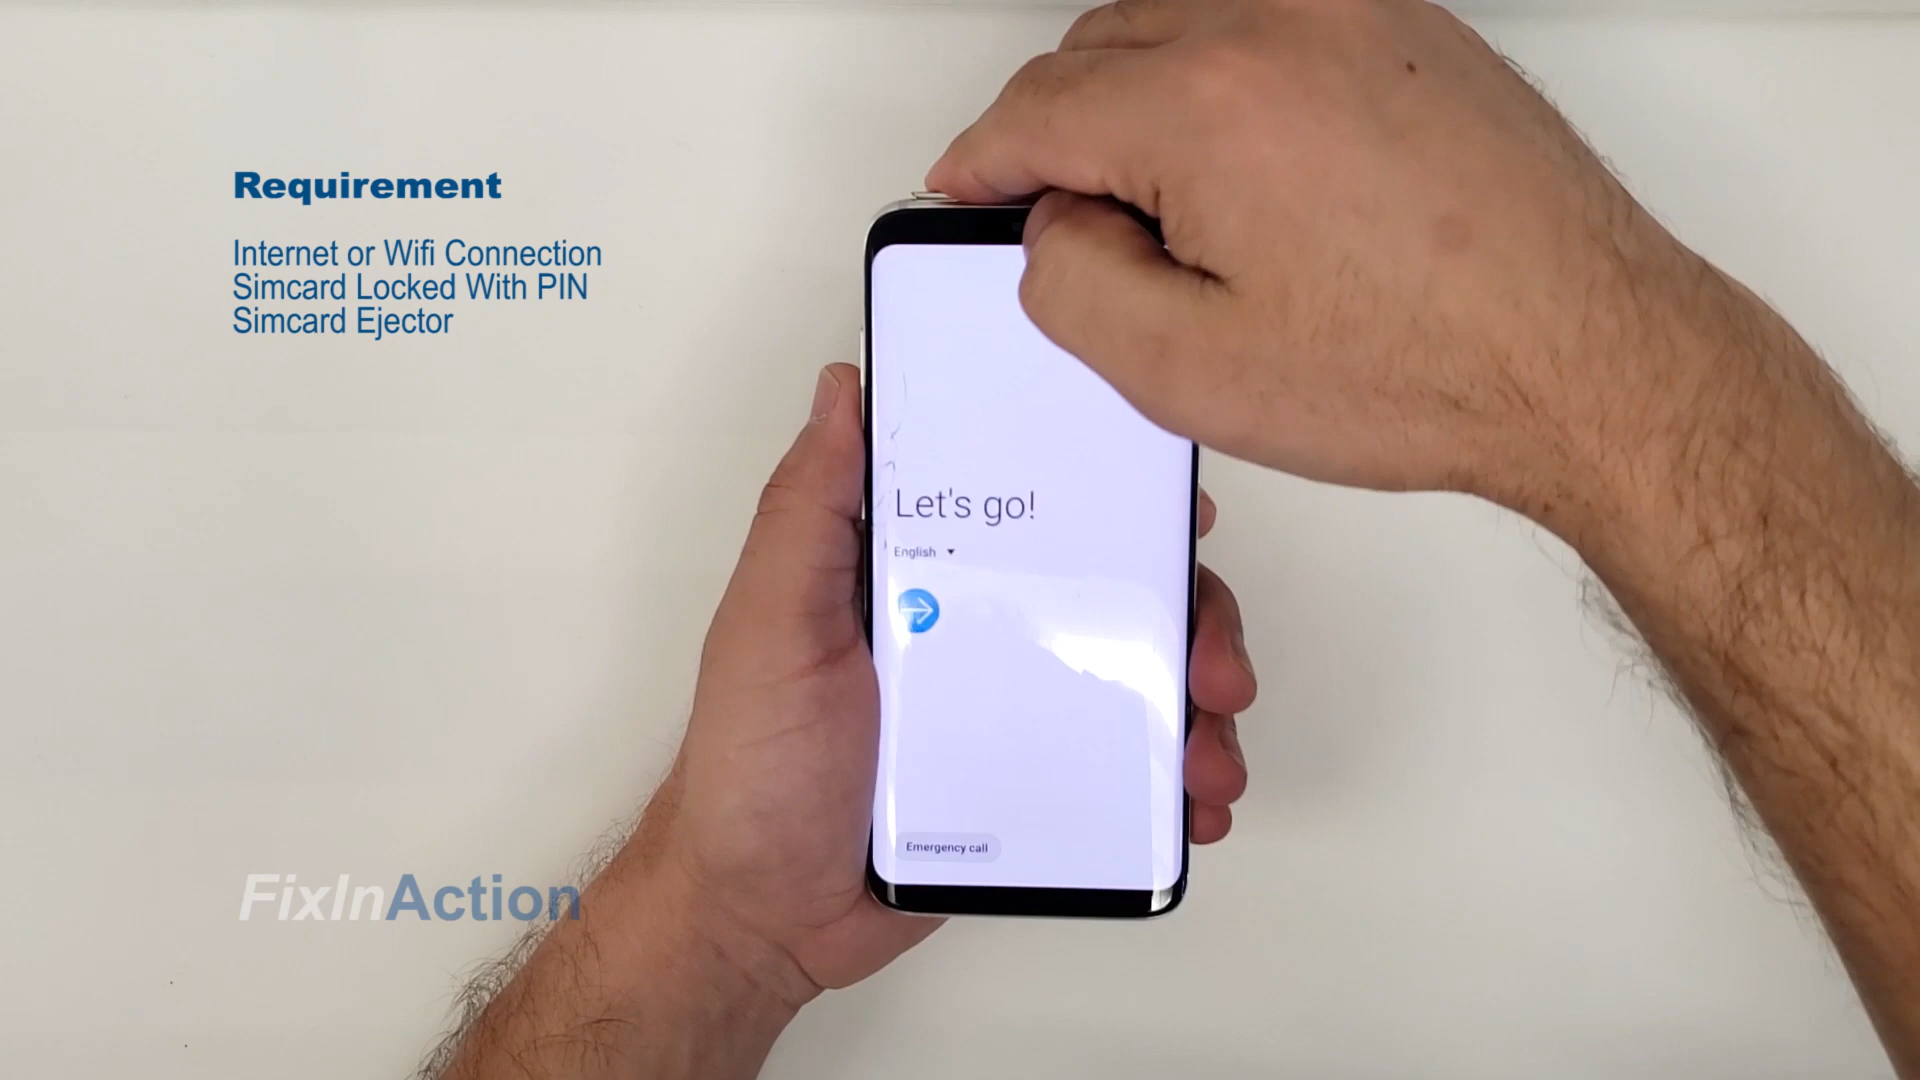 Requirement
Internet or Wifi Connection
Simcard Locked With PIN
Simcard Ejector
Let's go!
English
Emergency call
FixInAction